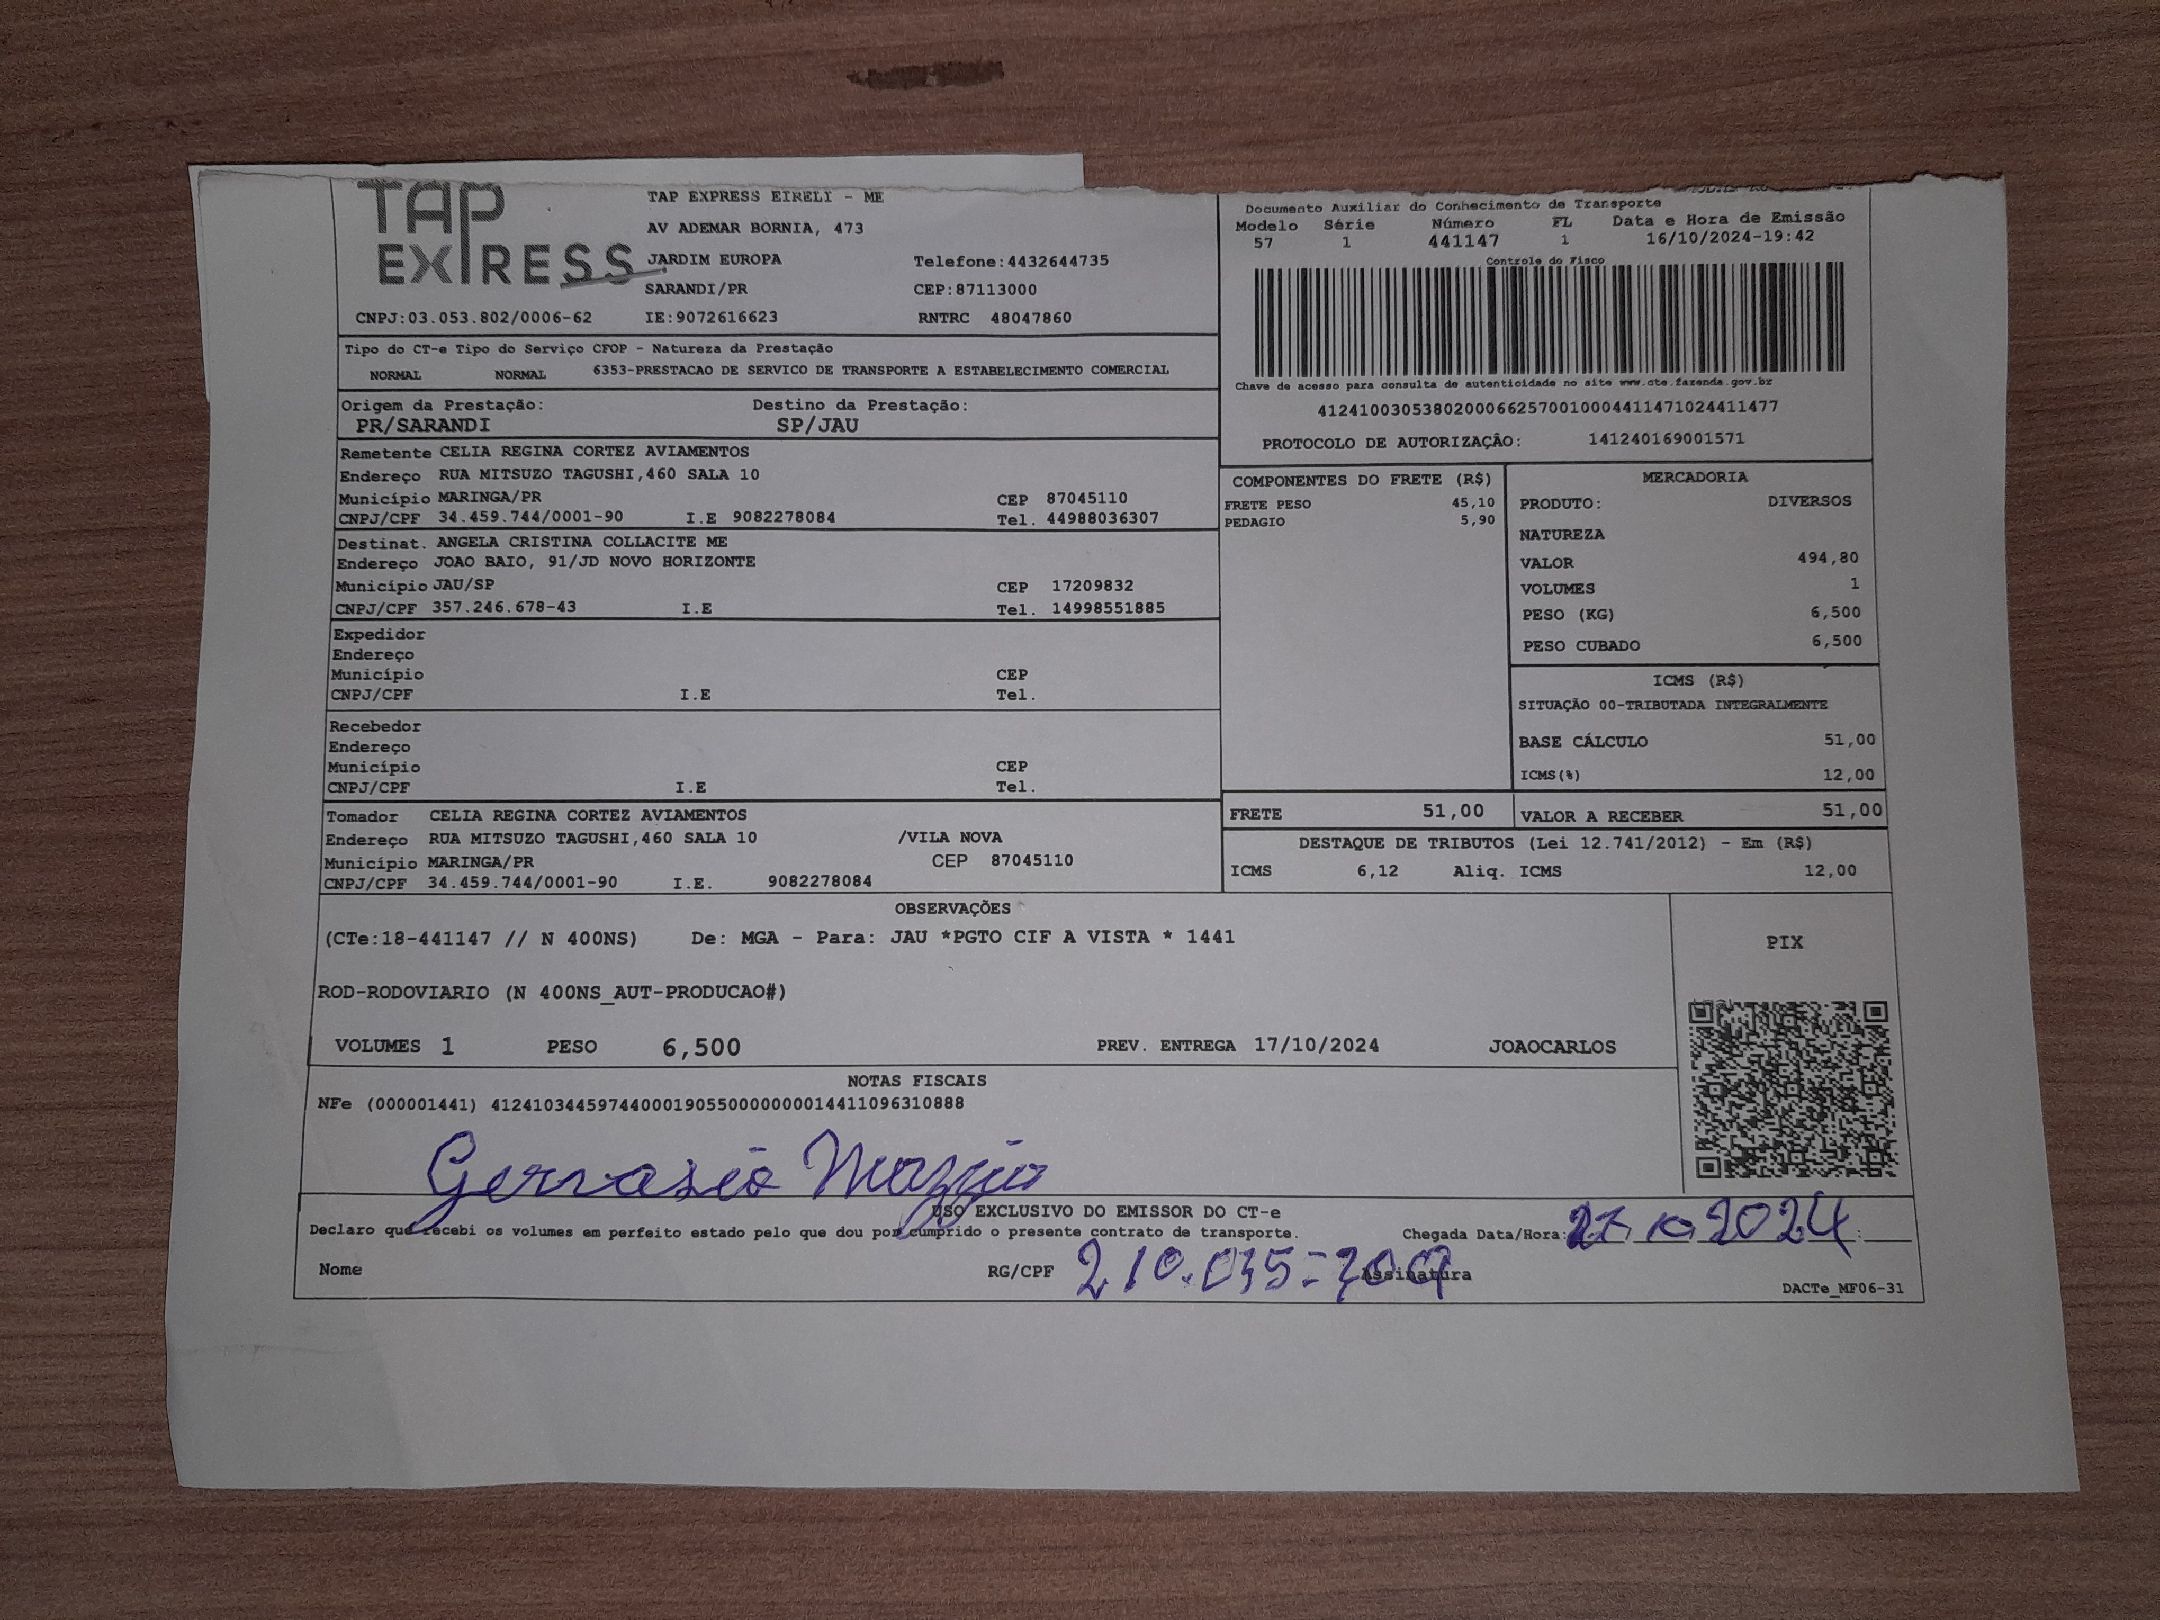 TAP EXPRESS
TAP EXPRESS EIRELI - ME
AV ADEMAR BORNIA, 473
JARDIM EUROPA Telefone:4432644735
SARANDI/PR CEP:87113000
CNPJ:03.053.802/0006-62 IE:9072616623 RNTRC 48047860
Documento Auxiliar do Conhecimento de Transporte
Modelo Série Número FL Data e Hora de Emissão
57 1 441147 1 16/10/2024-19:42
Controle do Fisco
Chave de acesso para consulta de autenticidade no site www.cte.fazenda.gov.br
41241003053802000662570010004411471024411477
PROTOCOLO DE AUTORIZAÇÃO: 141240169001571
Tipo do CT-e Tipo do Serviço CFOP - Natureza da Prestação
NORMAL NORMAL 6353-PRESTACAO DE SERVICO DE TRANSPORTE A ESTABELECIMENTO COMERCIAL
Origem da Prestação: Destino da Prestação:
PR/SARANDI SP/JAU
Remetente CELIA REGINA CORTEZ AVIAMENTOS
Endereço RUA MITSUZO TAGUSHI,460 SALA 10
Município MARINGA/PR CEP 87045110
CNPJ/CPF 34.459.744/0001-90 I.E 9082278084 Tel. 44988036307
Destinat. ANGELA CRISTINA COLLACITE ME
Endereço JOAO BAIO, 91/JD NOVO HORIZONTE
Município JAU/SP CEP 17209832
CNPJ/CPF 357.246.678-43 I.E Tel. 14998551885
Expedidor
Endereço
Município CEP
CNPJ/CPF I.E Tel.
Recebedor
Endereço
Município CEP
CNPJ/CPF I.E Tel.
Tomador CELIA REGINA CORTEZ AVIAMENTOS
Endereço RUA MITSUZO TAGUSHI,460 SALA 10 /VILA NOVA
Município MARINGA/PR CEP 87045110
CNPJ/CPF 34.459.744/0001-90 I.E. 9082278084
COMPONENTES DO FRETE (R$)
FRETE PESO 45,10
PEDAGIO 5,90
MERCADORIA
PRODUTO: DIVERSOS
NATUREZA
VALOR 494,80
VOLUMES 1
PESO (KG) 6,500
PESO CUBADO 6,500
ICMS (R$)
SITUAÇÃO 00-TRIBUTADA INTEGRALMENTE
BASE CÁLCULO 51,00
ICMS(%) 12,00
FRETE 51,00 VALOR A RECEBER 51,00
DESTAQUE DE TRIBUTOS (Lei 12.741/2012) - Em (R$)
ICMS 6,12 Aliq. ICMS 12,00
OBSERVAÇÕES
(CTe:18-441147 // N 400NS) De: MGA - Para: JAU *PGTO CIF A VISTA * 1441
PIX
ROD-RODOVIARIO (N 400NS_AUT-PRODUCAO#)
VOLUMES 1 PESO 6,500 PREV. ENTREGA 17/10/2024 JOAOCARLOS
NOTAS FISCAIS
NFe (000001441) 41241034459744000190550000000014411096310888
Gervasio
USO EXCLUSIVO DO EMISSOR DO CT-e
Declaro que recebi os volumes em perfeito estado pelo que dou por cumprido o presente contrato de transporte. Chegada Data/Hora: 10 2024 :
Nome RG/CPF 210.035= Assinatura
DACTe_MF06-31